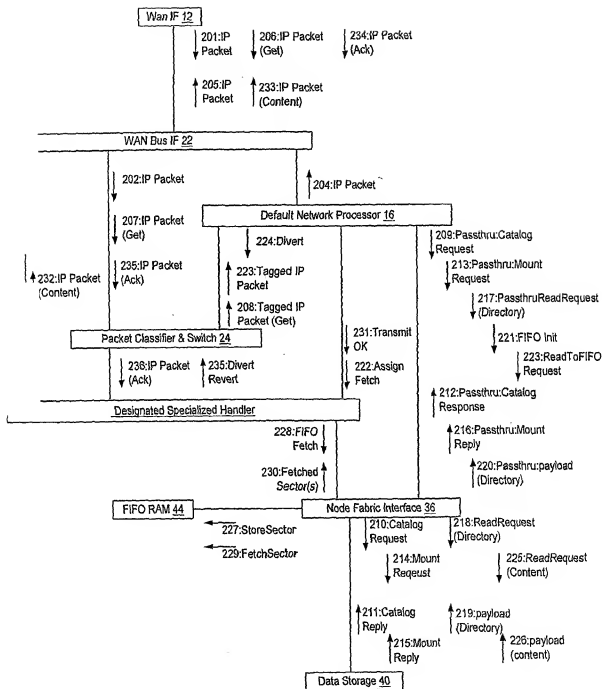 Wan IF 12
201:IP Packet
206:IP Packet (Get)
234:IP Packet (Ack)
205:IP Packet
233:IP Packet (Content)
WAN Bus IF 22
202:IP Packet
204:IP Packet
Default Network Processor 16
207:IP Packet (Get)
224:Divert
209:Passthru:Catalog Request
232:IP Packet (Content)
235:IP Packet (Ack)
223:Tagged IP Packet
213:Passthru:Mount Request
208:Tagged IP Packet (Get)
217:PassthruReadRequest (Directory)
231:Transmit OK
221:FIFO Init
Packet Classifier & Switch 24
222:Assign Fetch
223:ReadToFIFO Request
236:IP Packet (Ack)
235:Divert Revert
212:Passthru:Catalog Response
Designated Specialized Handler
216:Passthru:Mount Reply
228:FIFO Fetch
230:Fetched Sector(s)
220:Passthru:payload (Directory)
FIFO RAM 44
Node Fabric Interface 36
227:StoreSector
210:Catalog Request
218:ReadRequest (Directory)
229:FetchSector
214:Mount Reqeust
225:ReadRequest (Content)
211:Catalog Reply
219:payload (Directory)
215:Mount Reply
226:payload (content)
Data Storage 40